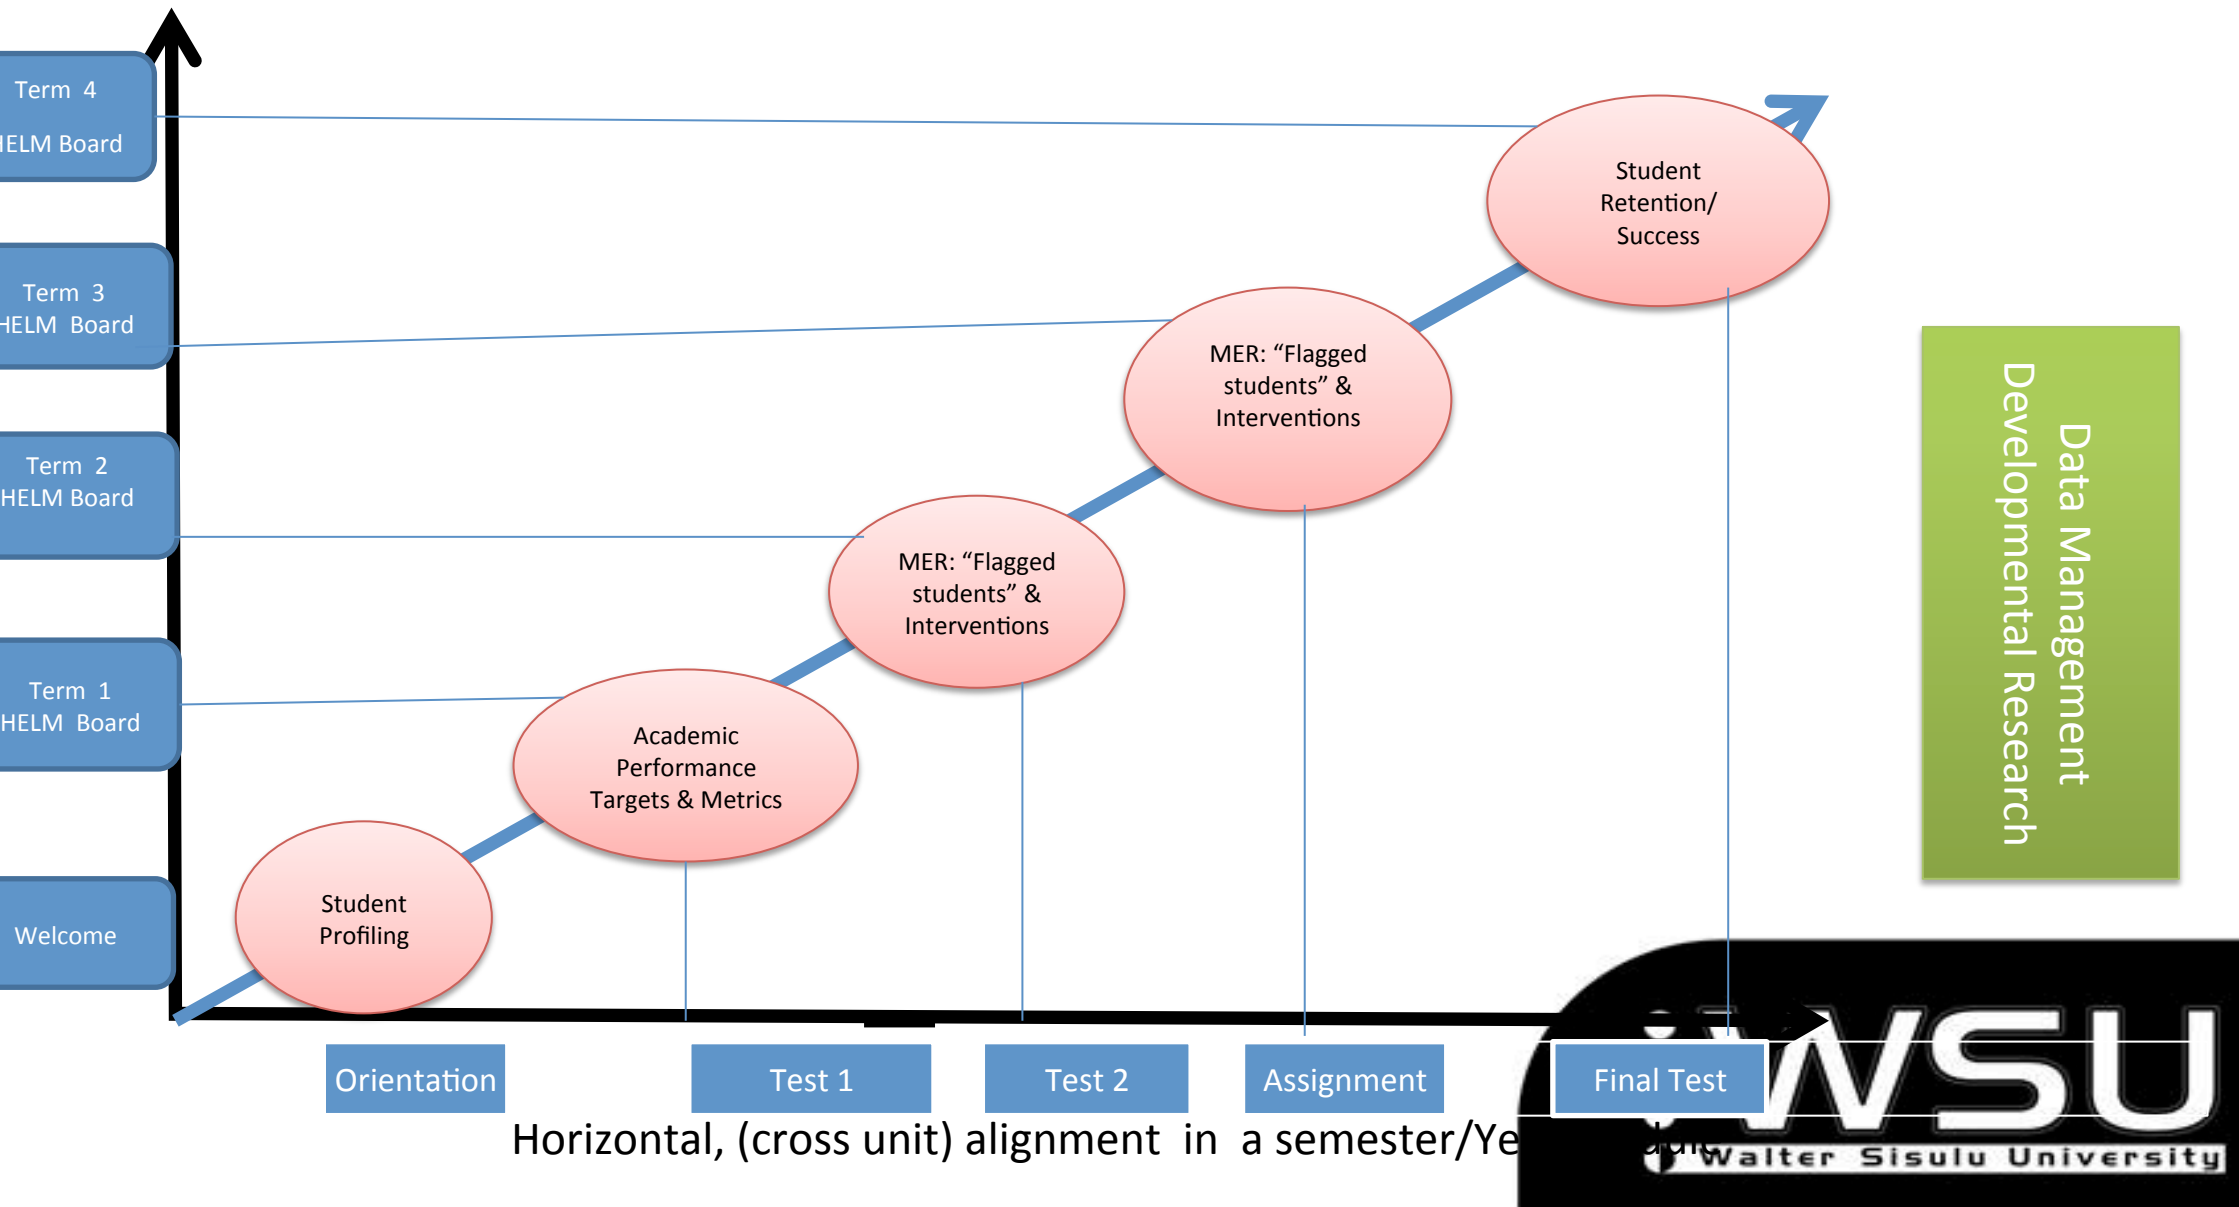 Term 4
HELM Board
Term 3
HELM Board
Term 2
HELM Board
Term 1
HELM Board
Welcome
Student
Retention/
Success
MER: “Flagged
students” &
Interventions
MER: “Flagged
students” &
Interventions
Academic
Performance
Targets & Metrics
Student
Profiling
Data Management
Developmental Research
Orientation
Test 1
Test 2
Assignment
Final Test
Horizontal, (cross unit) alignment in a semester/
WSU
Walter Sisulu University